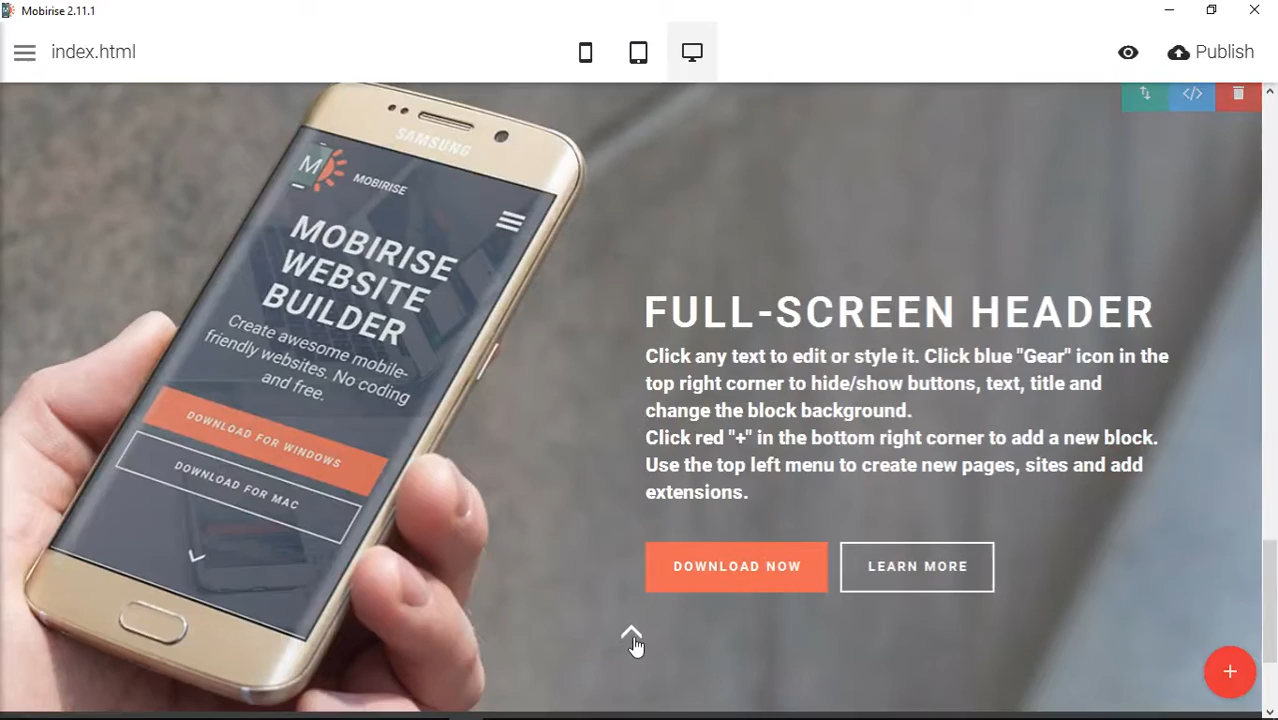 Mobirise 2.11.1
index.html
Publish
</>
SAMSUNG
M
MOBIRISE
MOBIRISE
WEBSITE
BUILDER
Create awesome mobile-
friendly websites. No coding
and free.
DOWNLOAD FOR WINDOWS
DOWNLOAD FOR MAC
FULL-SCREEN HEADER
Click any text to edit or style it. Click blue "Gear" icon in the
top right corner to hide/show buttons, text, title and
change the block background.
Click red "+" in the bottom right corner to add a new block.
Use the top left menu to create new pages, sites and add
extensions.
DOWNLOAD NOW
LEARN MORE
+